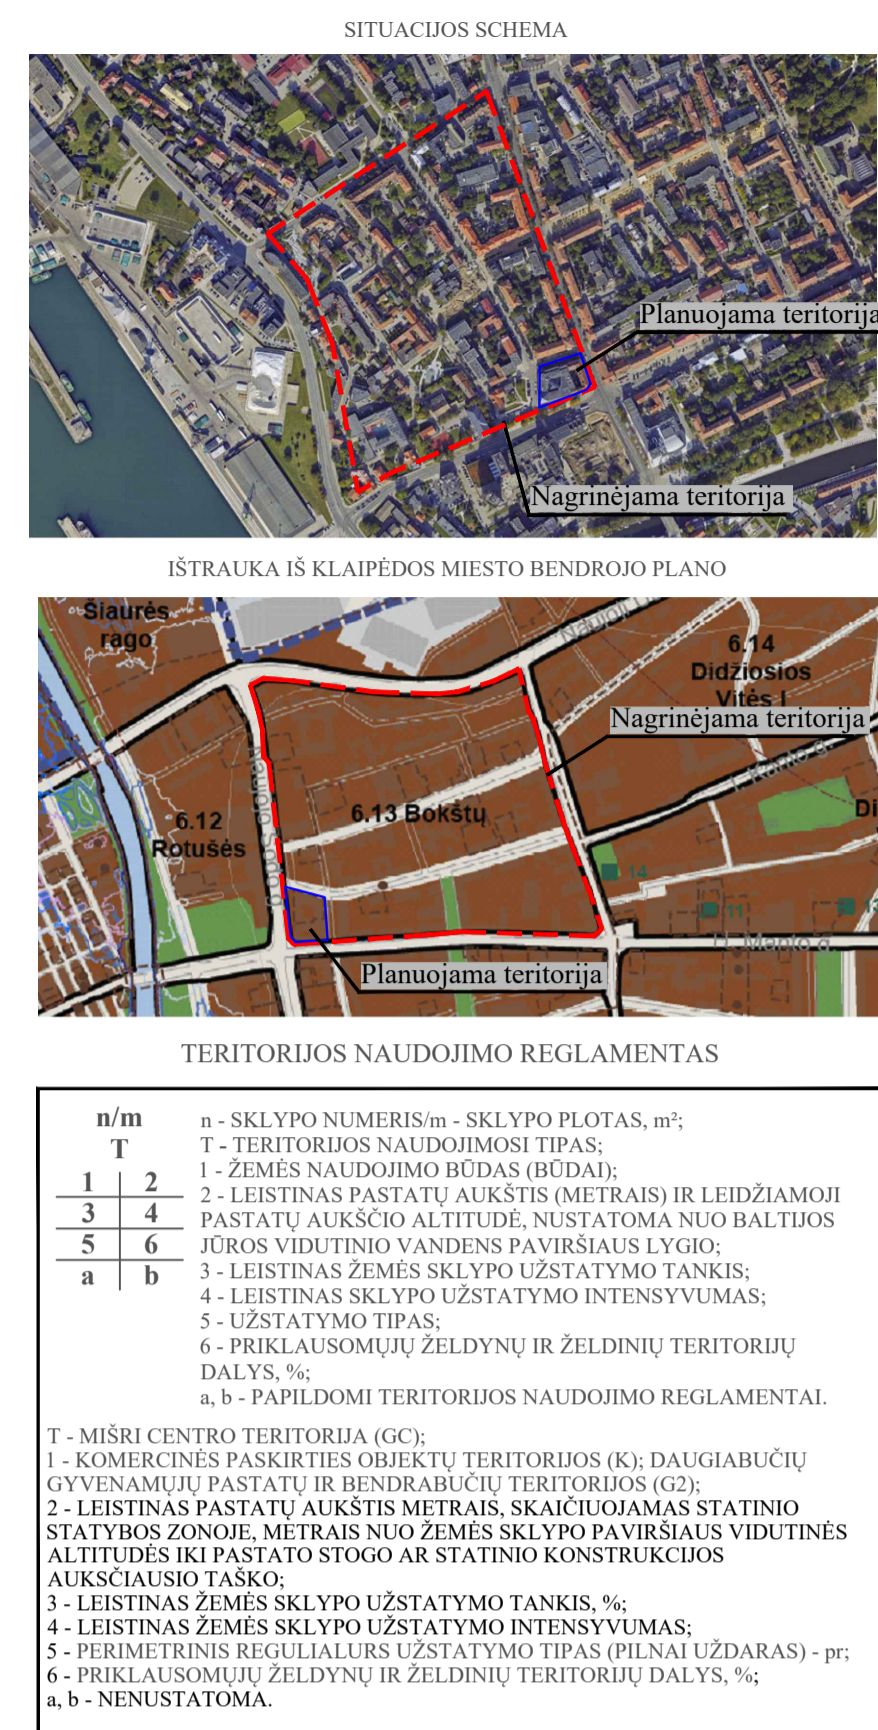 SITUACIJOS SCHEMA
Planuojama teritorija
Nagrinėjama teritorija
IŠTRAUKA IŠ KLAIPĖDOS MIESTO BENDROJO PLANO
Šiaurės
rago
6.14
Didžiosios
Vitės I
Nagrinėjama teritorija
6.12
Rotušės
6.13 Bokštų
Di
14
11
13
Planuojama teritorija
TERITORIJOS NAUDOJIMO REGLAMENTAS
n/m
T
1 2
3 4
5 6
a b
n - SKLYPO NUMERIS/m - SKLYPO PLOTAS, m²;
T - TERITORIJOS NAUDOJIMOSI TIPAS;
1 - ŽEMĖS NAUDOJIMO BŪDAS (BŪDAI);
2 - LEISTINAS PASTATŲ AUKŠTIS (METRAIS) IR LEIDŽIAMOJI
PASTATŲ AUKŠČIO ALTITUDĖ, NUSTATOMA NUO BALTIJOS
JŪROS VIDUTINIO VANDENS PAVIRŠIAUS LYGIO;
3 - LEISTINAS ŽEMĖS SKLYPO UŽSTATYMO TANKIS;
4 - LEISTINAS SKLYPO UŽSTATYMO INTENSYVUMAS;
5 - UŽSTATYMO TIPAS;
6 - PRIKLAUSOMŲJŲ ŽELDYNŲ IR ŽELDINIŲ TERITORIJŲ
DALYS, %;
a, b - PAPILDOMI TERITORIJOS NAUDOJIMO REGLAMENTAI.
T - MIŠRI CENTRO TERITORIJA (GC);
1 - KOMERCINĖS PASKIRTIES OBJEKTŲ TERITORIJOS (K); DAUGIABUČIŲ
GYVENAMŲJŲ PASTATŲ IR BENDRABUČIŲ TERITORIJOS (G2);
2 - LEISTINAS PASTATŲ AUKŠTIS METRAIS, SKAIČIUOJAMAS STATINIO
STATYBOS ZONOJE, METRAIS NUO ŽEMĖS SKLYPO PAVIRŠIAUS VIDUTINĖS
ALTITUDĖS IKI PASTATO STOGO AR STATINIO KONSTRUKCIJOS
AUKSČIAUSIO TAŠKO;
3 - LEISTINAS ŽEMĖS SKLYPO UŽSTATYMO TANKIS, %;
4 - LEISTINAS ŽEMĖS SKLYPO UŽSTATYMO INTENSYVUMAS;
5 - PERIMETRINIS REGULIALURS UŽSTATYMO TIPAS (PILNAI UŽDARAS) - pr;
6 - PRIKLAUSOMŲJŲ ŽELDYNŲ IR ŽELDINIŲ TERITORIJŲ DALYS, %;
a, b - NENUSTATOMA.